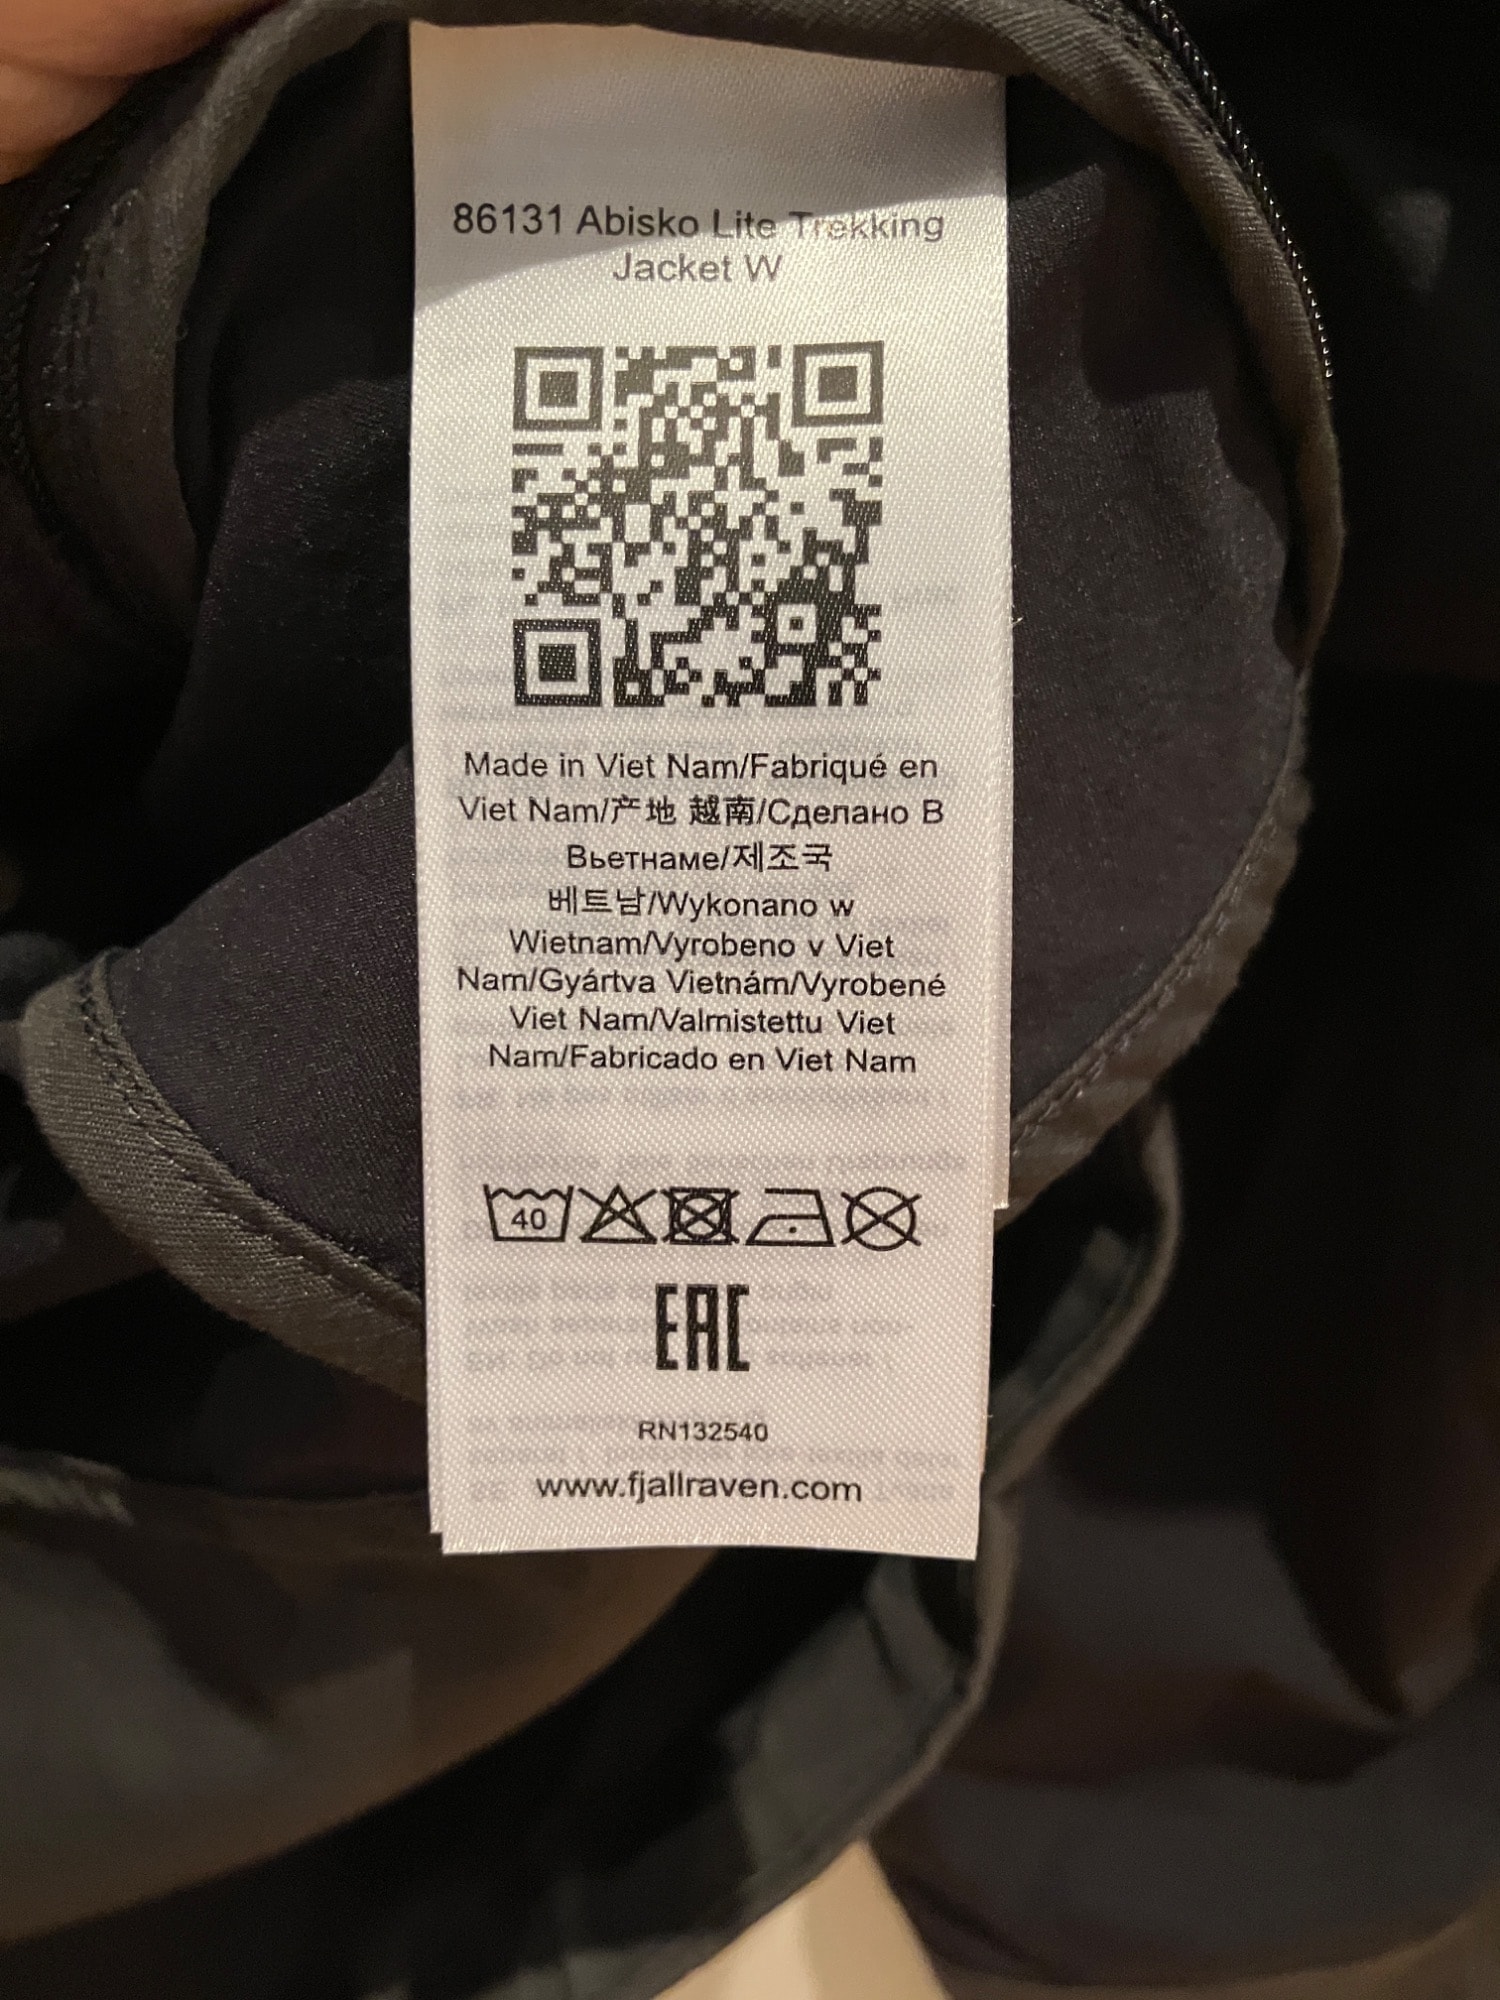 86131 Abisko Lite Trekking
Jacket W
Made in Viet Nam/Fabriqué en
Viet Nam/产地 越南/Сделано В
Вьетнаме/제조국
베트남/Wykonano w
Wietnam/Vyrobeno v Viet
Nam/Gyártva Vietnám/Vyrobené
Viet Nam/Valmistettu Viet
Nam/Fabricado en Viet Nam
40
EAC
RN132540
www.fjallraven.com